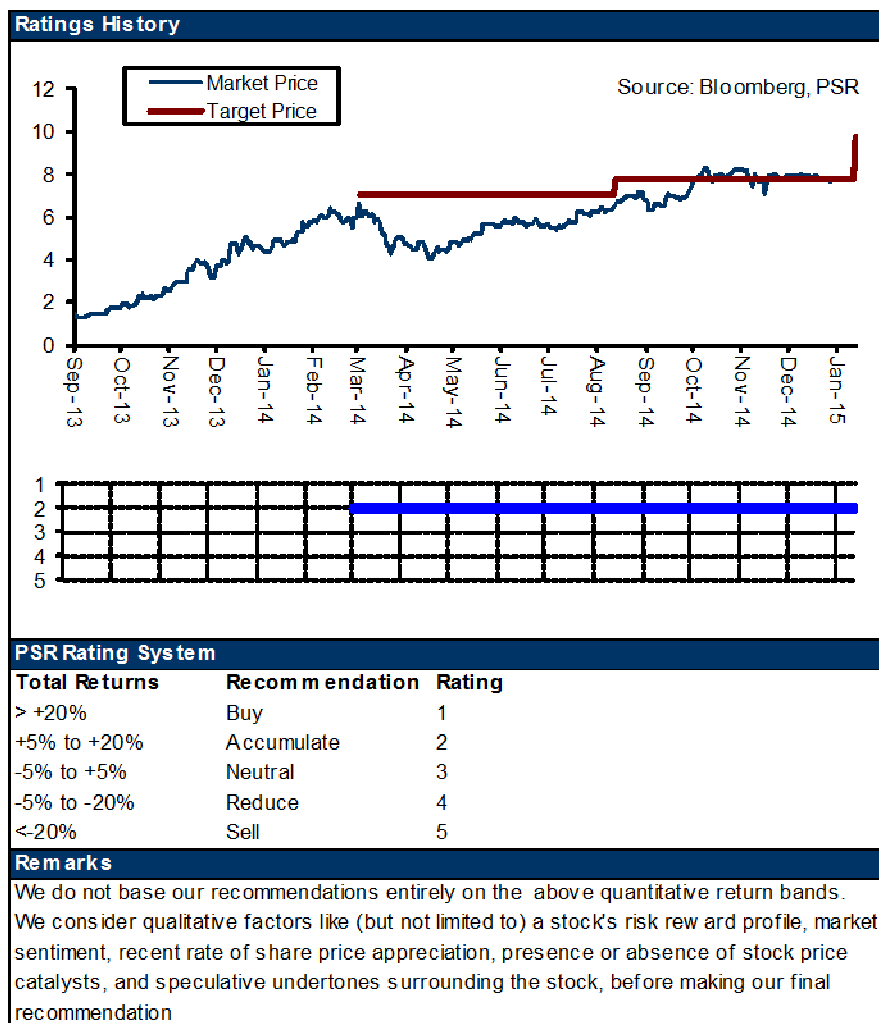 Ratings History
Market Price
Target Price
Source: Bloomberg, PSR
12
10
8
6
4
2
0
Sep-13
Oct-13
Nov-13
Dec-13
Jan-14
Feb-14
Mar-14
Apr-14
May-14
Jun-14
Jul-14
Aug-14
Sep-14
Oct-14
Nov-14
Dec-14
Jan-15
1
2
3
4
5
PSR Rating System
Total Returns Recommendation Rating
> +20% Buy 1
+5% to +20% Accumulate 2
-5% to +5% Neutral 3
-5% to -20% Reduce 4
<-20% Sell 5
Remarks
We do not base our recommendations entirely on the above quantitative return bands.
We consider qualitative factors like (but not limited to) a stock's risk reward profile, market
sentiment, recent rate of share price appreciation, presence or absence of stock price
catalysts, and speculative undertones surrounding the stock, before making our final
recommendation